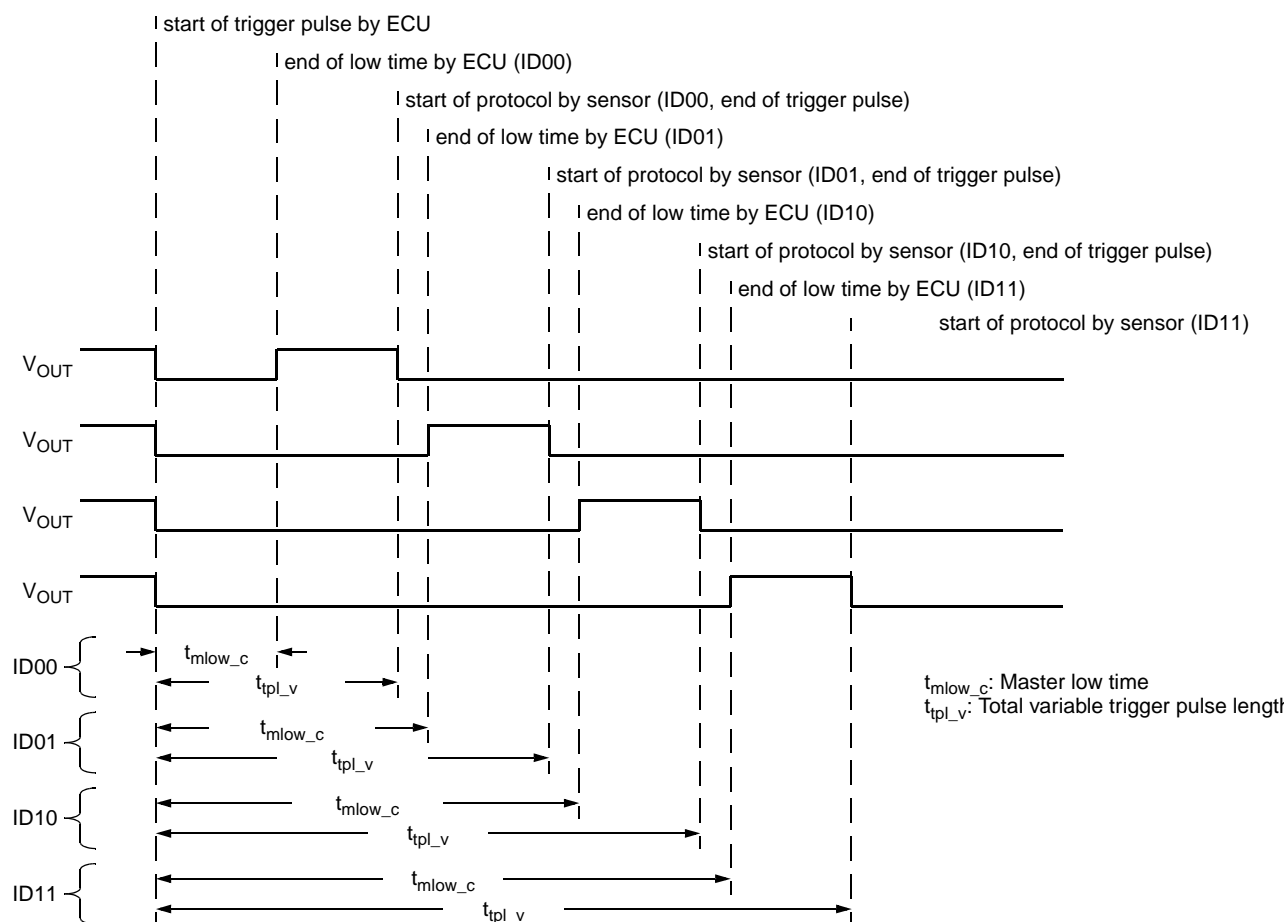 start of trigger pulse by ECU
end of low time by ECU (ID00)
start of protocol by sensor (ID00, end of trigger pulse)
end of low time by ECU (ID01)
start of protocol by sensor (ID01, end of trigger pulse)
end of low time by ECU (ID10)
start of protocol by sensor (ID10, end of trigger pulse)
end of low time by ECU (ID11)
start of protocol by sensor (ID11)
VOUT
VOUT
VOUT
VOUT
ID00
tmlow_c
ttpl_v
tmlow_c: Master low time
ttpl_v: Total variable trigger pulse length
ID01
tmlow_c
ttpl_v
ID10
tmlow_c
ttpl_v
ID11
tmlow_c
ttpl_v